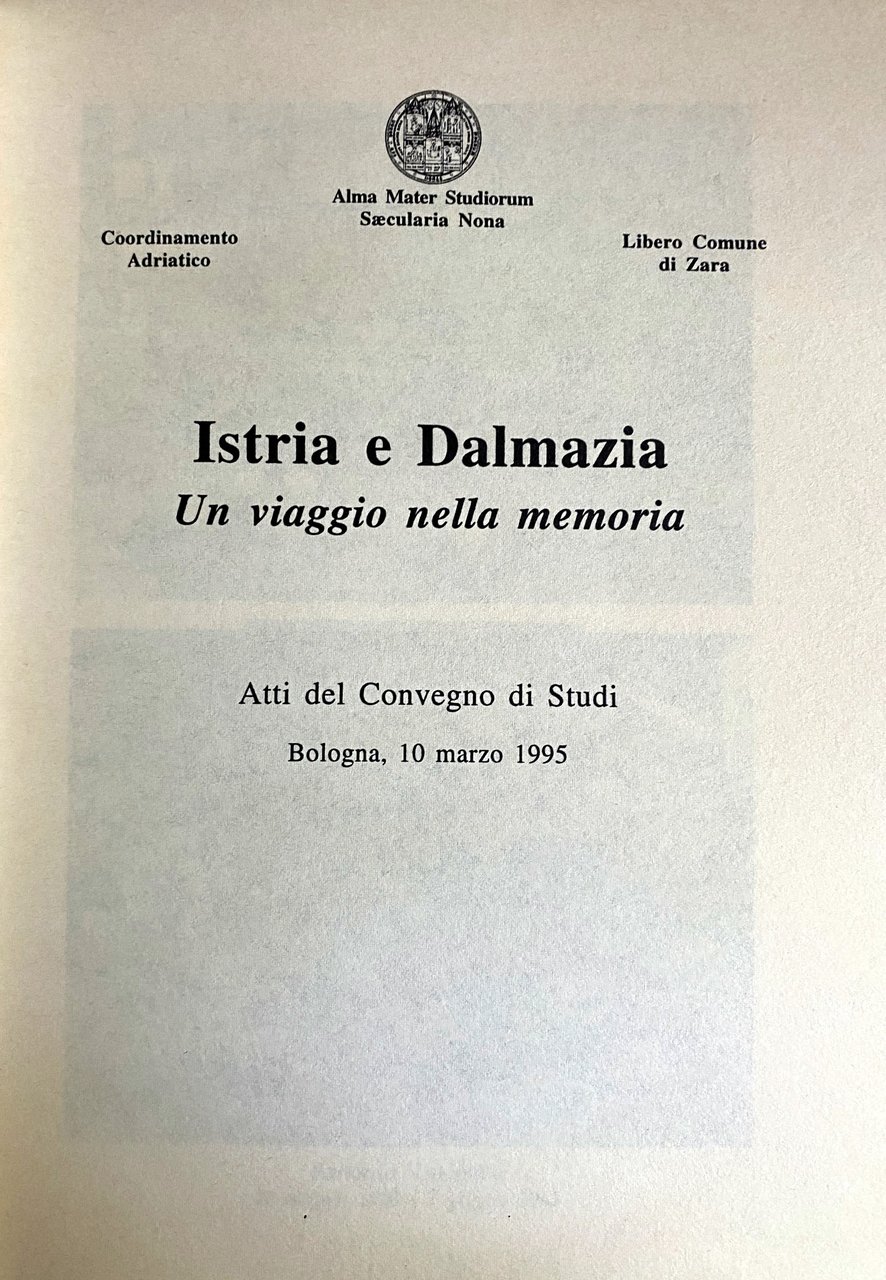 Alma Mater Studiorum
Sæcularia Nona
Coordinamento
Adriatico
Libero Comune
di Zara
Istria e Dalmazia
Un viaggio nella memoria
Atti del Convegno di Studi
Bologna, 10 marzo 1995